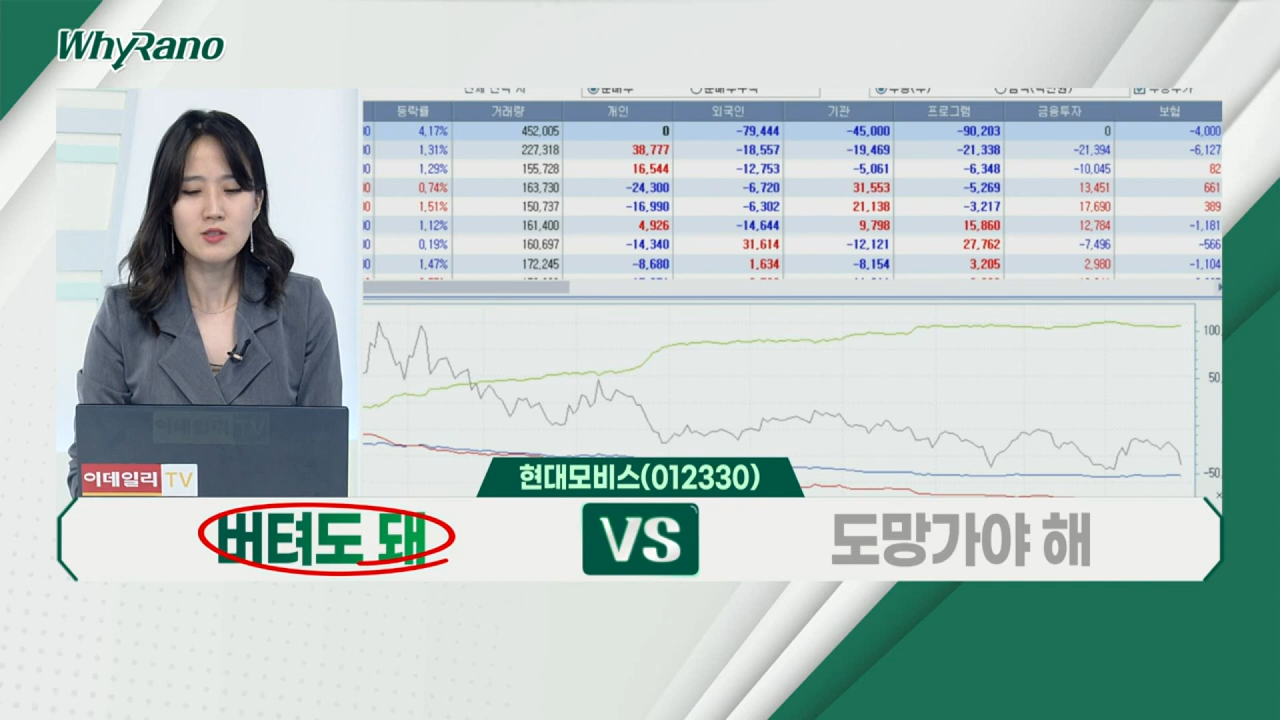 WhyRano
등락률 거래량 개인 외국인 기관 프로그램 금융투자 보험
4,17% 452,005 0 -79,444 -45,000 -90,203 0 -4,000
1,31% 227,318 38,777 -18,557 -19,469 -21,338 -21,394 -6,127
1,29% 155,728 16,544 -12,753 -5,061 -6,348 -10,045 82
0,74% 163,730 -24,300 -6,720 31,553 -5,269 13,451 661
1,51% 150,737 -16,990 -6,302 21,138 -3,217 17,690 389
1,12% 161,400 4,926 -14,644 9,798 15,860 12,784 -1,181
0,19% 160,697 -14,340 31,614 -12,121 27,762 -7,496 -566
1,47% 172,245 -8,680 1,634 -8,154 3,205 2,980 -1,104
100
50
-50
이데일리 TV
이데일리 TV
현대모비스(012330)
버텨도 돼 VS 도망가야 해